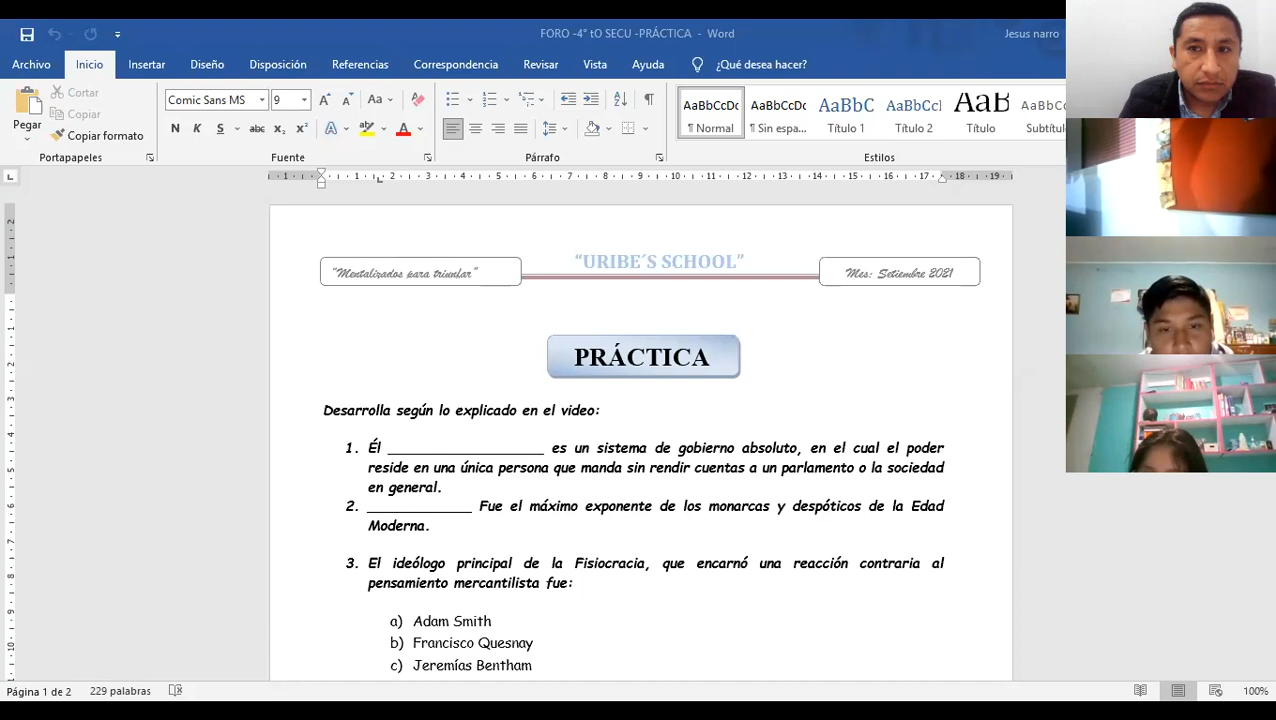 FORO -4° tO SECU -PRÁCTICA - Word
Jesus narro
Archivo Inicio Insertar Diseño Disposición Referencias Correspondencia Revisar Vista Ayuda ¿Qué desea hacer?
Pegar
Cortar
Copiar
Copiar formato
Portapapeles
Comic Sans MS 9
N K S abc x₂ x²
Fuente
Párrafo
AaBbCcDc AaBbCcDc AaBbC AaBbCcI AaB AaBbCcD
¶ Normal ¶ Sin espa... Título 1 Título 2 Título Subtítu
Estilos
"Mentalizados para triunfar"
“URIBE´S SCHOOL”
Mes: Setiembre 2021
PRÁCTICA
Desarrolla según lo explicado en el video:
1. Él ____________________ es un sistema de gobierno absoluto, en el cual el poder
reside en una única persona que manda sin rendir cuentas a un parlamento o la sociedad
en general.
2. ______________ Fue el máximo exponente de los monarcas y despóticos de la Edad
Moderna.
3. El ideólogo principal de la Fisiocracia, que encarnó una reacción contraria al
pensamiento mercantilista fue:
a) Adam Smith
b) Francisco Quesnay
c) Jeremías Bentham
Página 1 de 2 229 palabras
100%